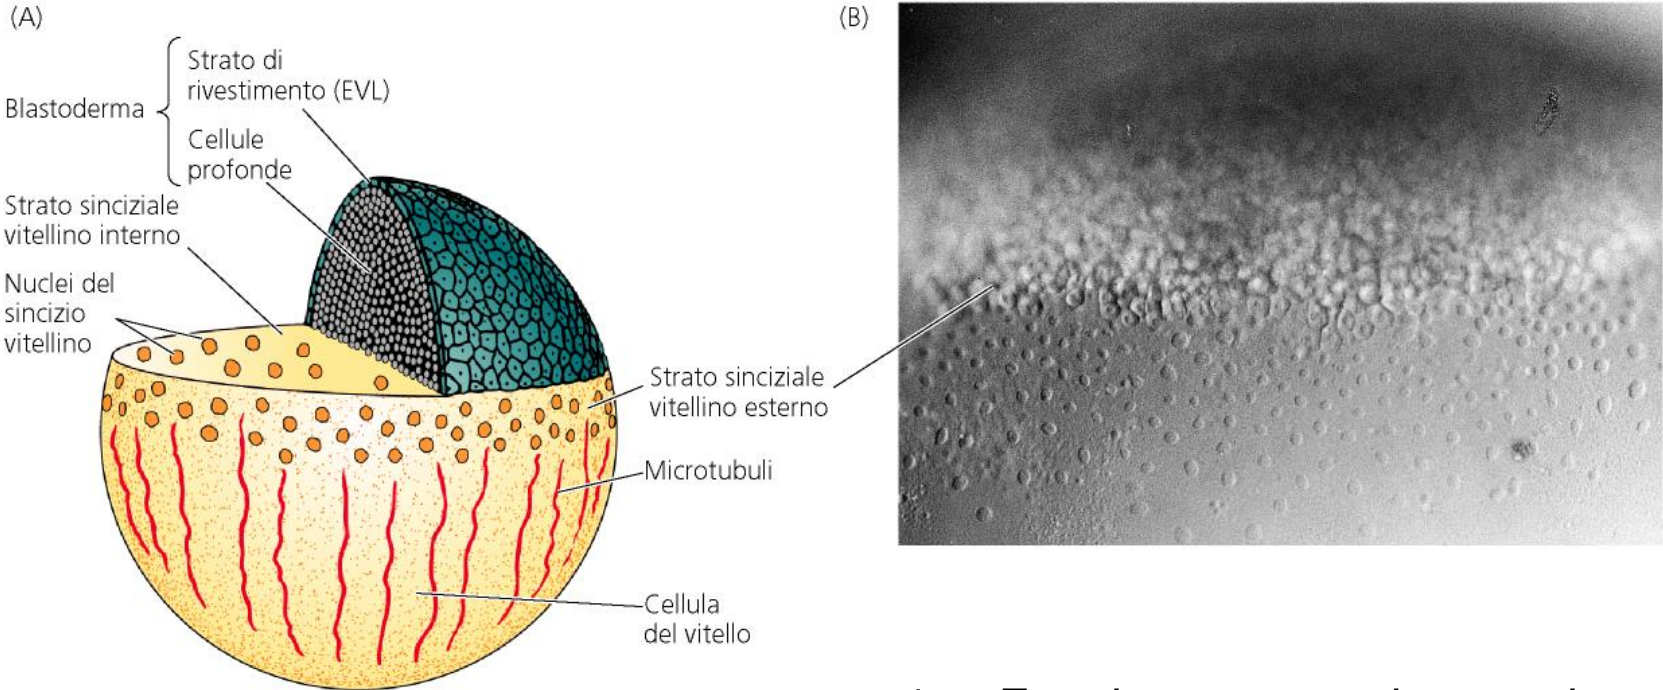 (A)
Blastoderma
Strato di
rivestimento (EVL)
Cellule
profonde
Strato sinciziale
vitellino interno
Nuclei del
sincizio
vitellino
Strato sinciziale
vitellino esterno
Microtubuli
Cellula
del vitello
(B)